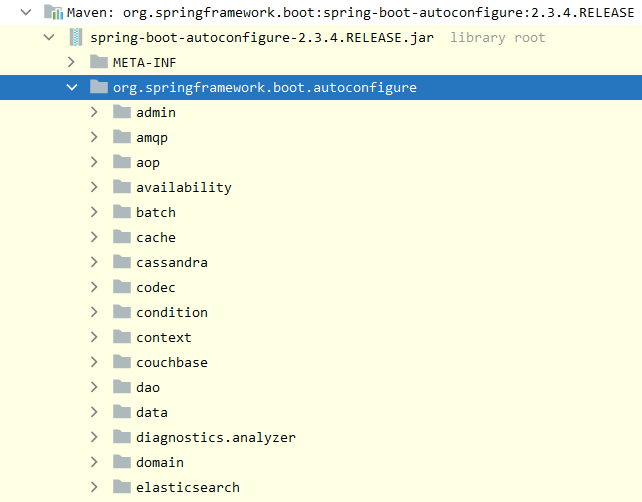 Maven: org.springframework.boot:spring-boot-autoconfigure:2.3.4.RELEASE
spring-boot-autoconfigure-2.3.4.RELEASE.jar library root
META-INF
org.springframework.boot.autoconfigure
admin
amqp
aop
availability
batch
cache
cassandra
codec
condition
context
couchbase
dao
data
diagnostics.analyzer
domain
elasticsearch